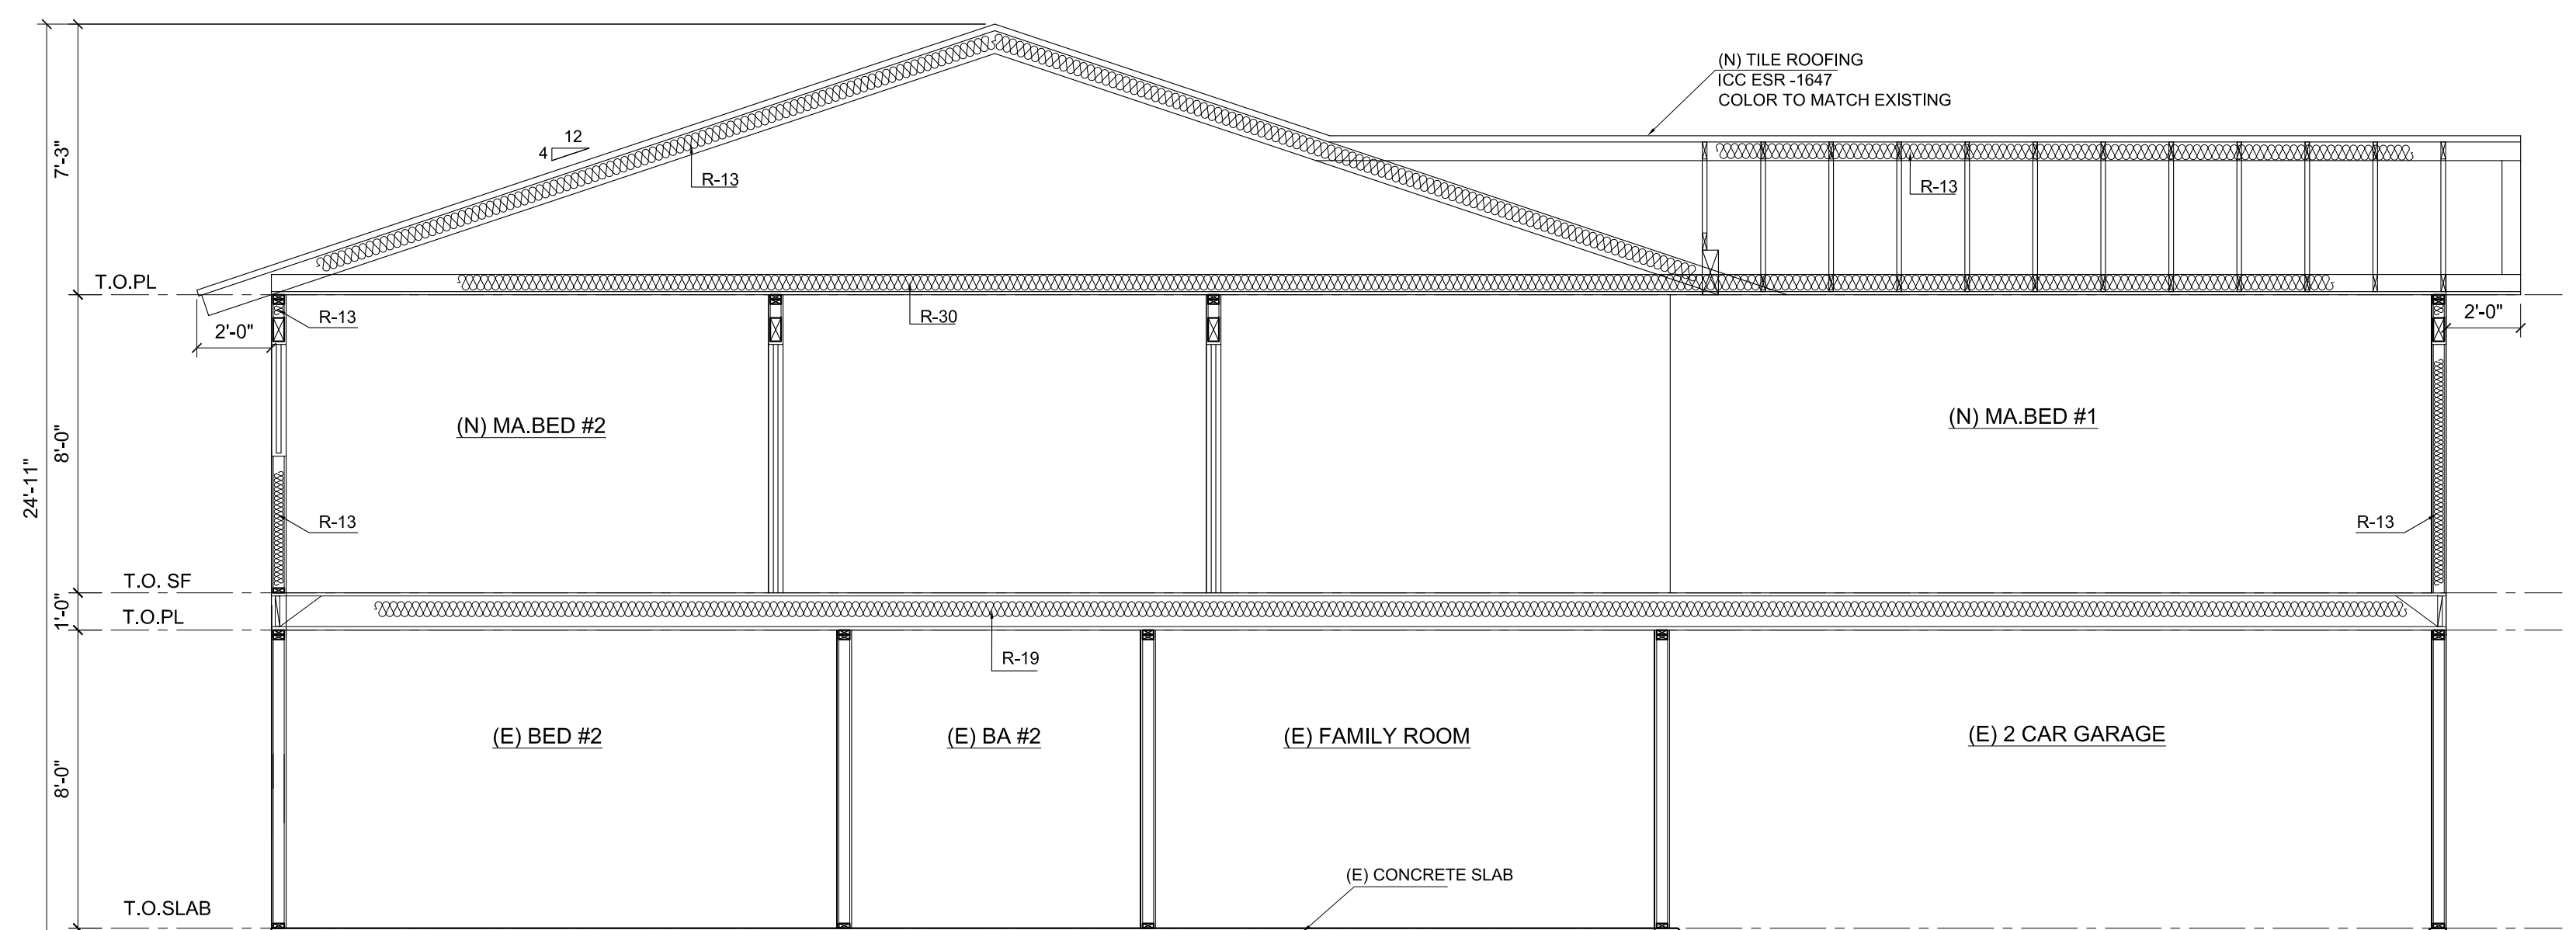 (N) TILE ROOFING
ICC ESR -1647
COLOR TO MATCH EXISTING
12
4
7'-3"
R-13
R-13
T.O.PL
R-13
R-30
2'-0"
2'-0"
(N) MA.BED #2
(N) MA.BED #1
8'-0"
24'-11"
R-13
R-13
T.O. SF
1'-0"
T.O.PL
R-19
(E) BED #2
(E) BA #2
(E) FAMILY ROOM
(E) 2 CAR GARAGE
8'-0"
(E) CONCRETE SLAB
T.O.SLAB